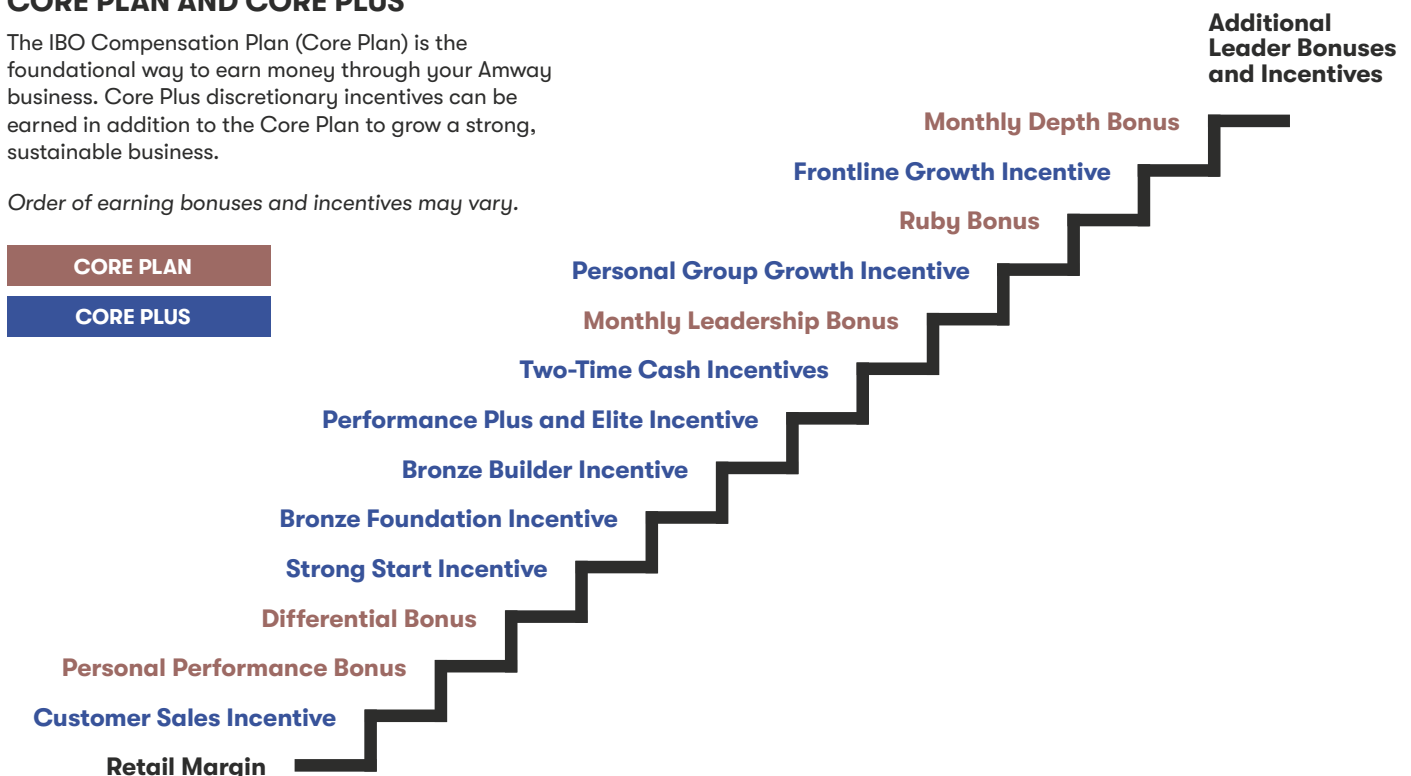 CORE PLAN AND CORE PLUS
The IBO Compensation Plan (Core Plan) is the
foundational way to earn money through your Amway
business. Core Plus discretionary incentives can be
earned in addition to the Core Plan to grow a strong,
sustainable business.
Order of earning bonuses and incentives may vary.
CORE PLAN
CORE PLUS
Additional
Leader Bonuses
and Incentives
Monthly Depth Bonus
Frontline Growth Incentive
Ruby Bonus
Personal Group Growth Incentive
Monthly Leadership Bonus
Two-Time Cash Incentives
Performance Plus and Elite Incentive
Bronze Builder Incentive
Bronze Foundation Incentive
Strong Start Incentive
Differential Bonus
Personal Performance Bonus
Customer Sales Incentive
Retail Margin